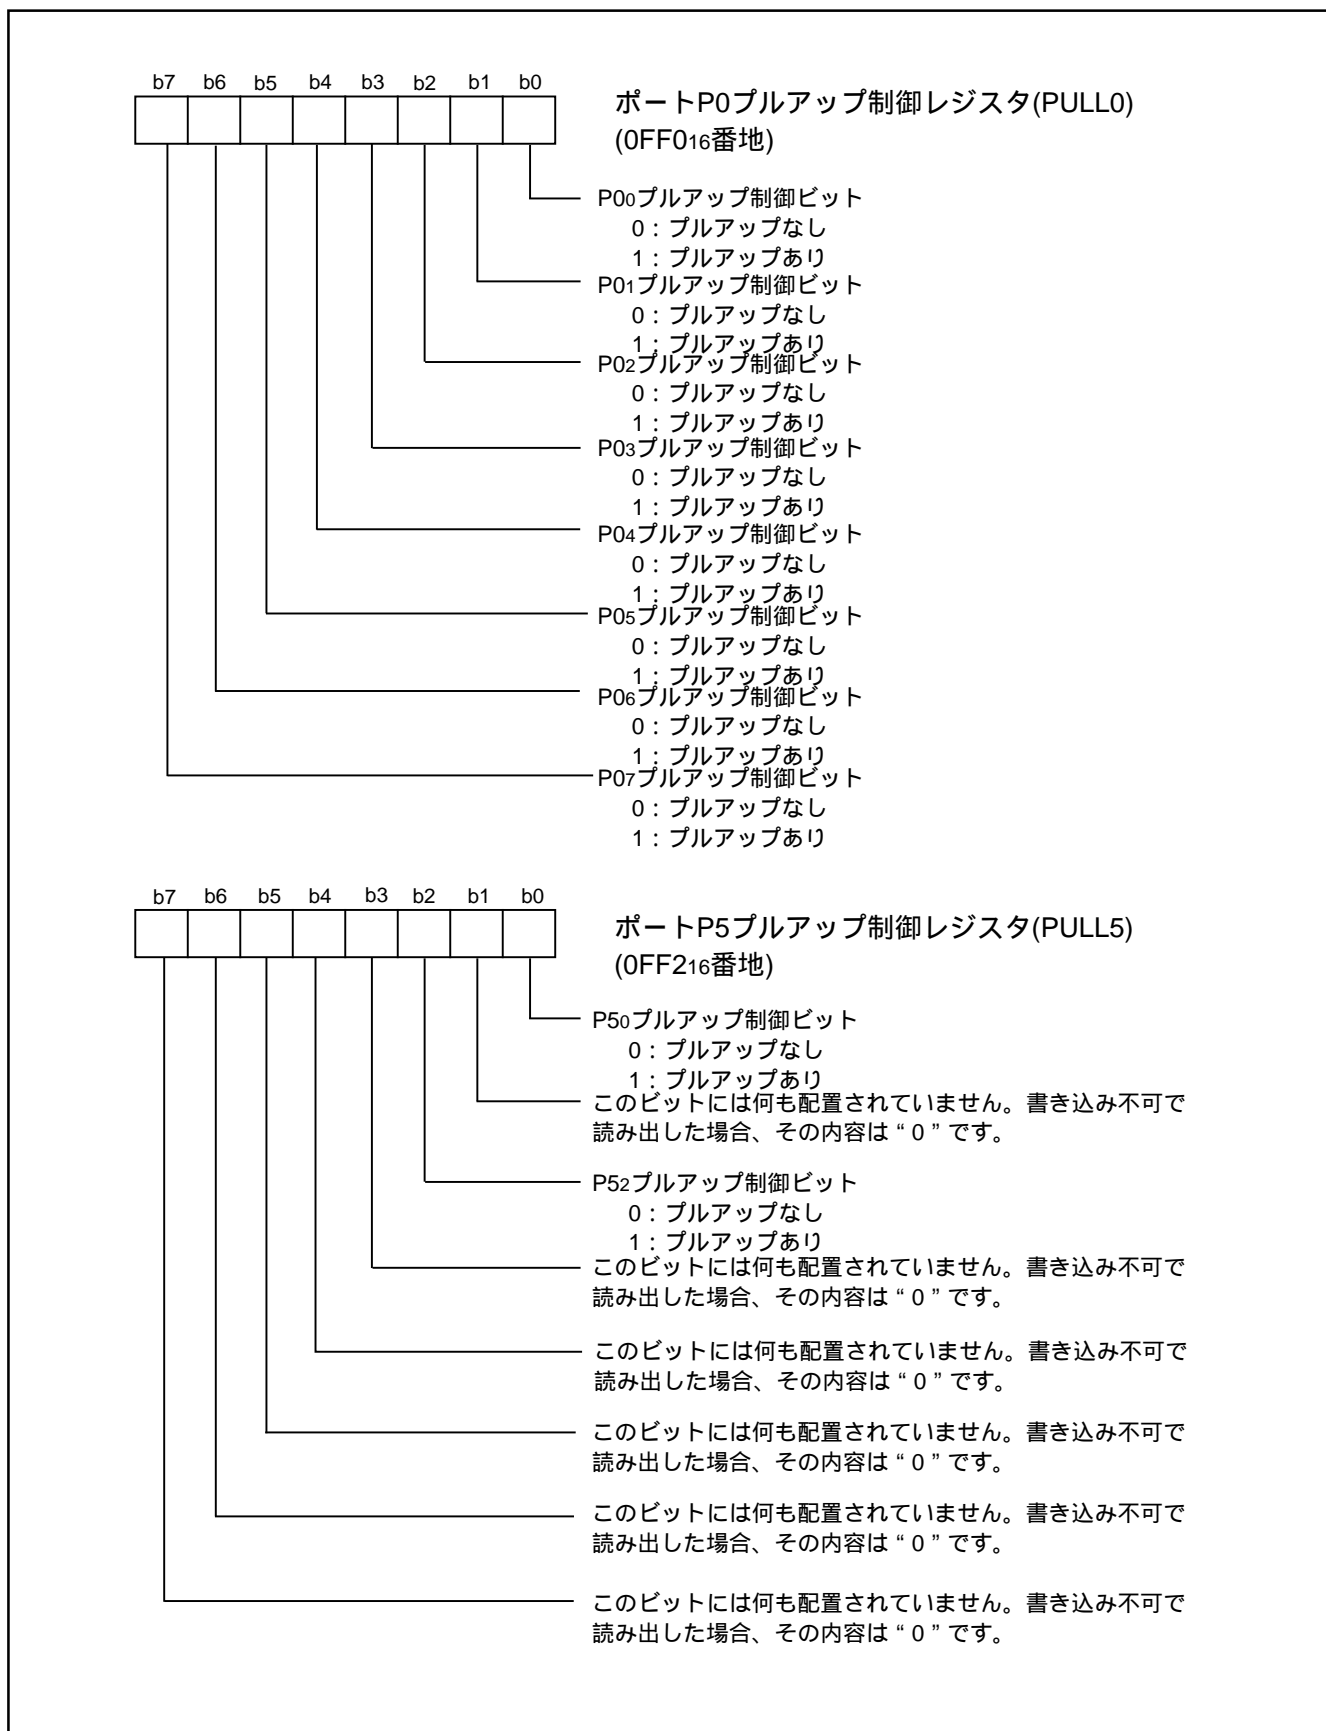 b7 b6 b5 b4 b3 b2 b1 b0
ポートP0プルアップ制御レジスタ(PULL0)
(0FF016番地)
P00プルアップ制御ビット
0：プルアップなし
1：プルアップあり
P01プルアップ制御ビット
0：プルアップなし
1：プルアップあり
P02プルアップ制御ビット
0：プルアップなし
1：プルアップあり
P03プルアップ制御ビット
0：プルアップなし
1：プルアップあり
P04プルアップ制御ビット
0：プルアップなし
1：プルアップあり
P05プルアップ制御ビット
0：プルアップなし
1：プルアップあり
P06プルアップ制御ビット
0：プルアップなし
1：プルアップあり
P07プルアップ制御ビット
0：プルアップなし
1：プルアップあり
b7 b6 b5 b4 b3 b2 b1 b0
ポートP5プルアップ制御レジスタ(PULL5)
(0FF216番地)
P50プルアップ制御ビット
0：プルアップなし
1：プルアップあり
このビットには何も配置されていません。書き込み不可で
読み出した場合、その内容は“0”です。
P52プルアップ制御ビット
0：プルアップなし
1：プルアップあり
このビットには何も配置されていません。書き込み不可で
読み出した場合、その内容は“0”です。
このビットには何も配置されていません。書き込み不可で
読み出した場合、その内容は“0”です。
このビットには何も配置されていません。書き込み不可で
読み出した場合、その内容は“0”です。
このビットには何も配置されていません。書き込み不可で
読み出した場合、その内容は“0”です。
このビットには何も配置されていません。書き込み不可で
読み出した場合、その内容は“0”です。